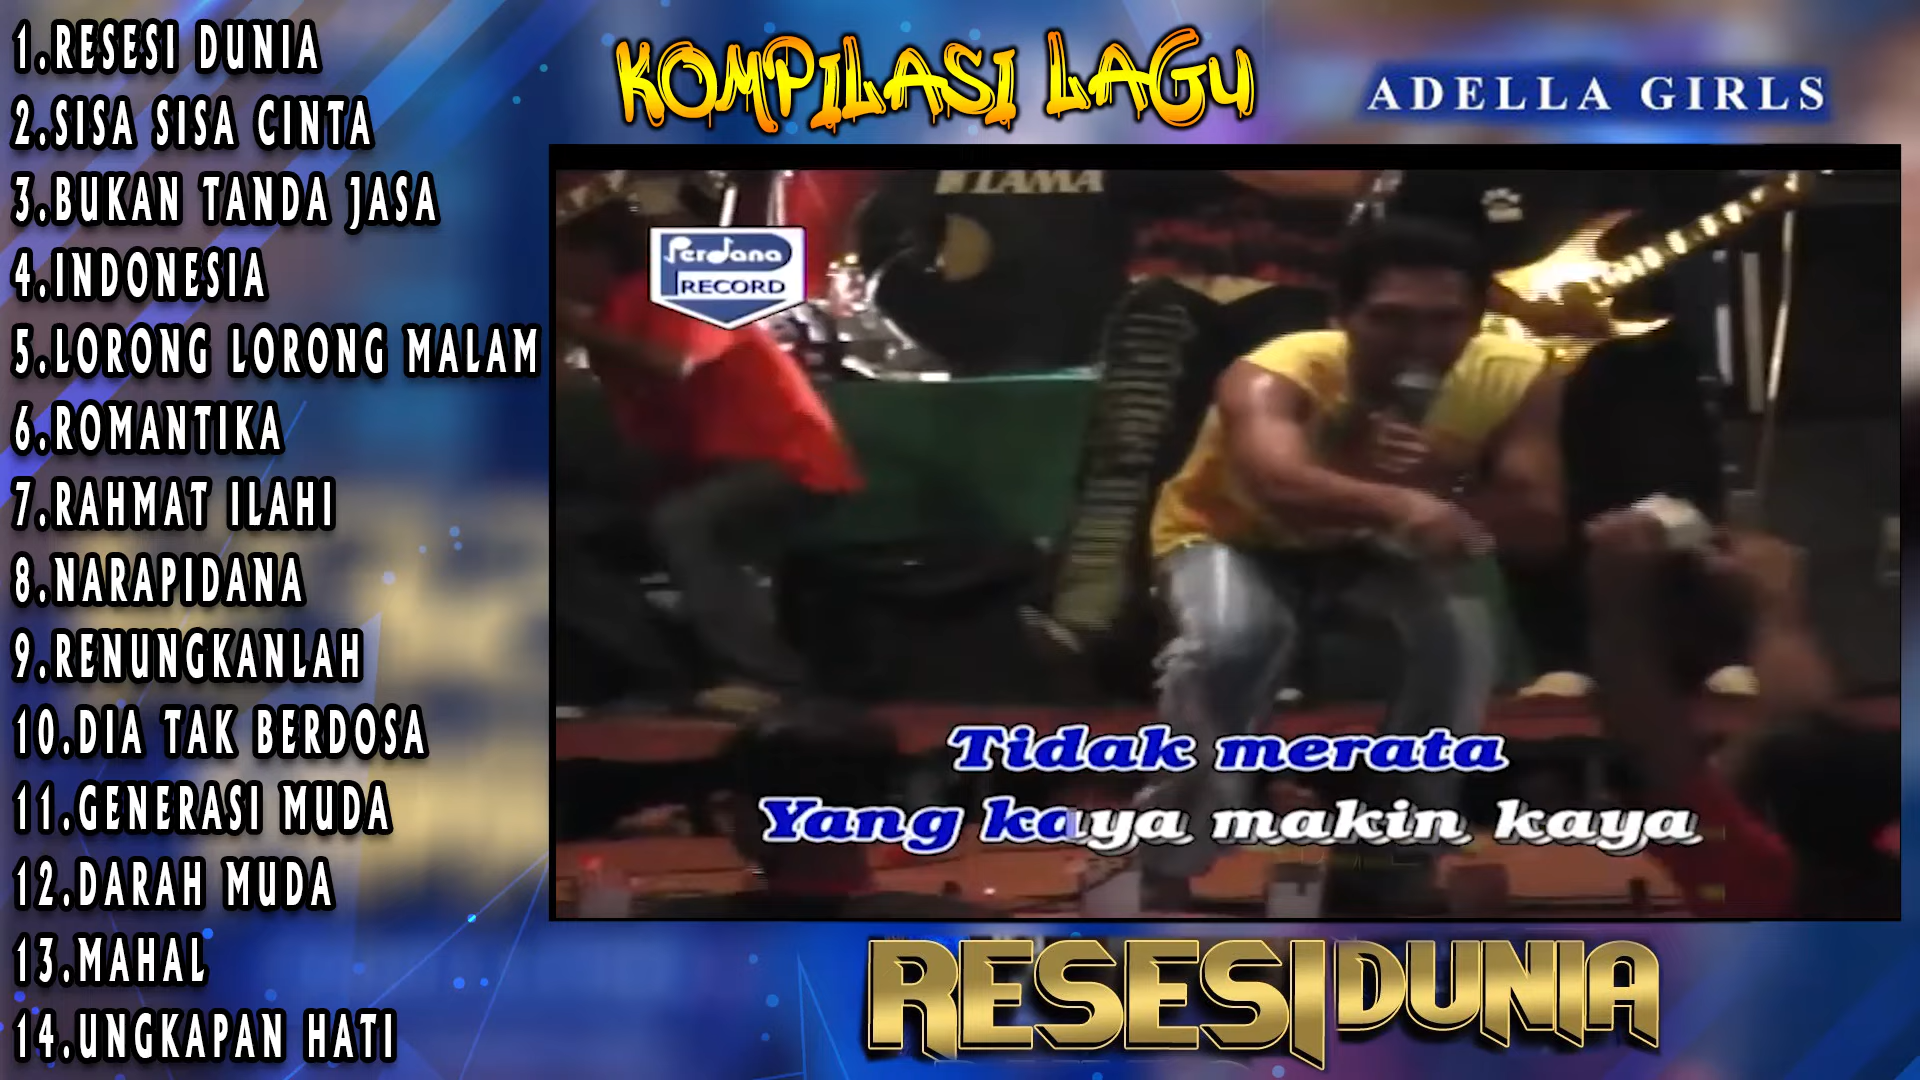 1.RESESI DUNIA
2.SISA SISA CINTA
3.BUKAN TANDA JASA
4.INDONESIA
5.LORONG LORONG MALAM
6.ROMANTIKA
7.RAHMAT ILAHI
8.NARAPIDANA
9.RENUNGKANLAH
10.DIA TAK BERDOSA
11.GENERASI MUDA
12.DARAH MUDA
13.MAHAL
14.UNGKAPAN HATI
KOMPILASI LAGU
ADELLA GIRLS
TAMA
Perdana
RECORD
Tidak merata
Yang kaya makin kaya
RESESI DUNIA